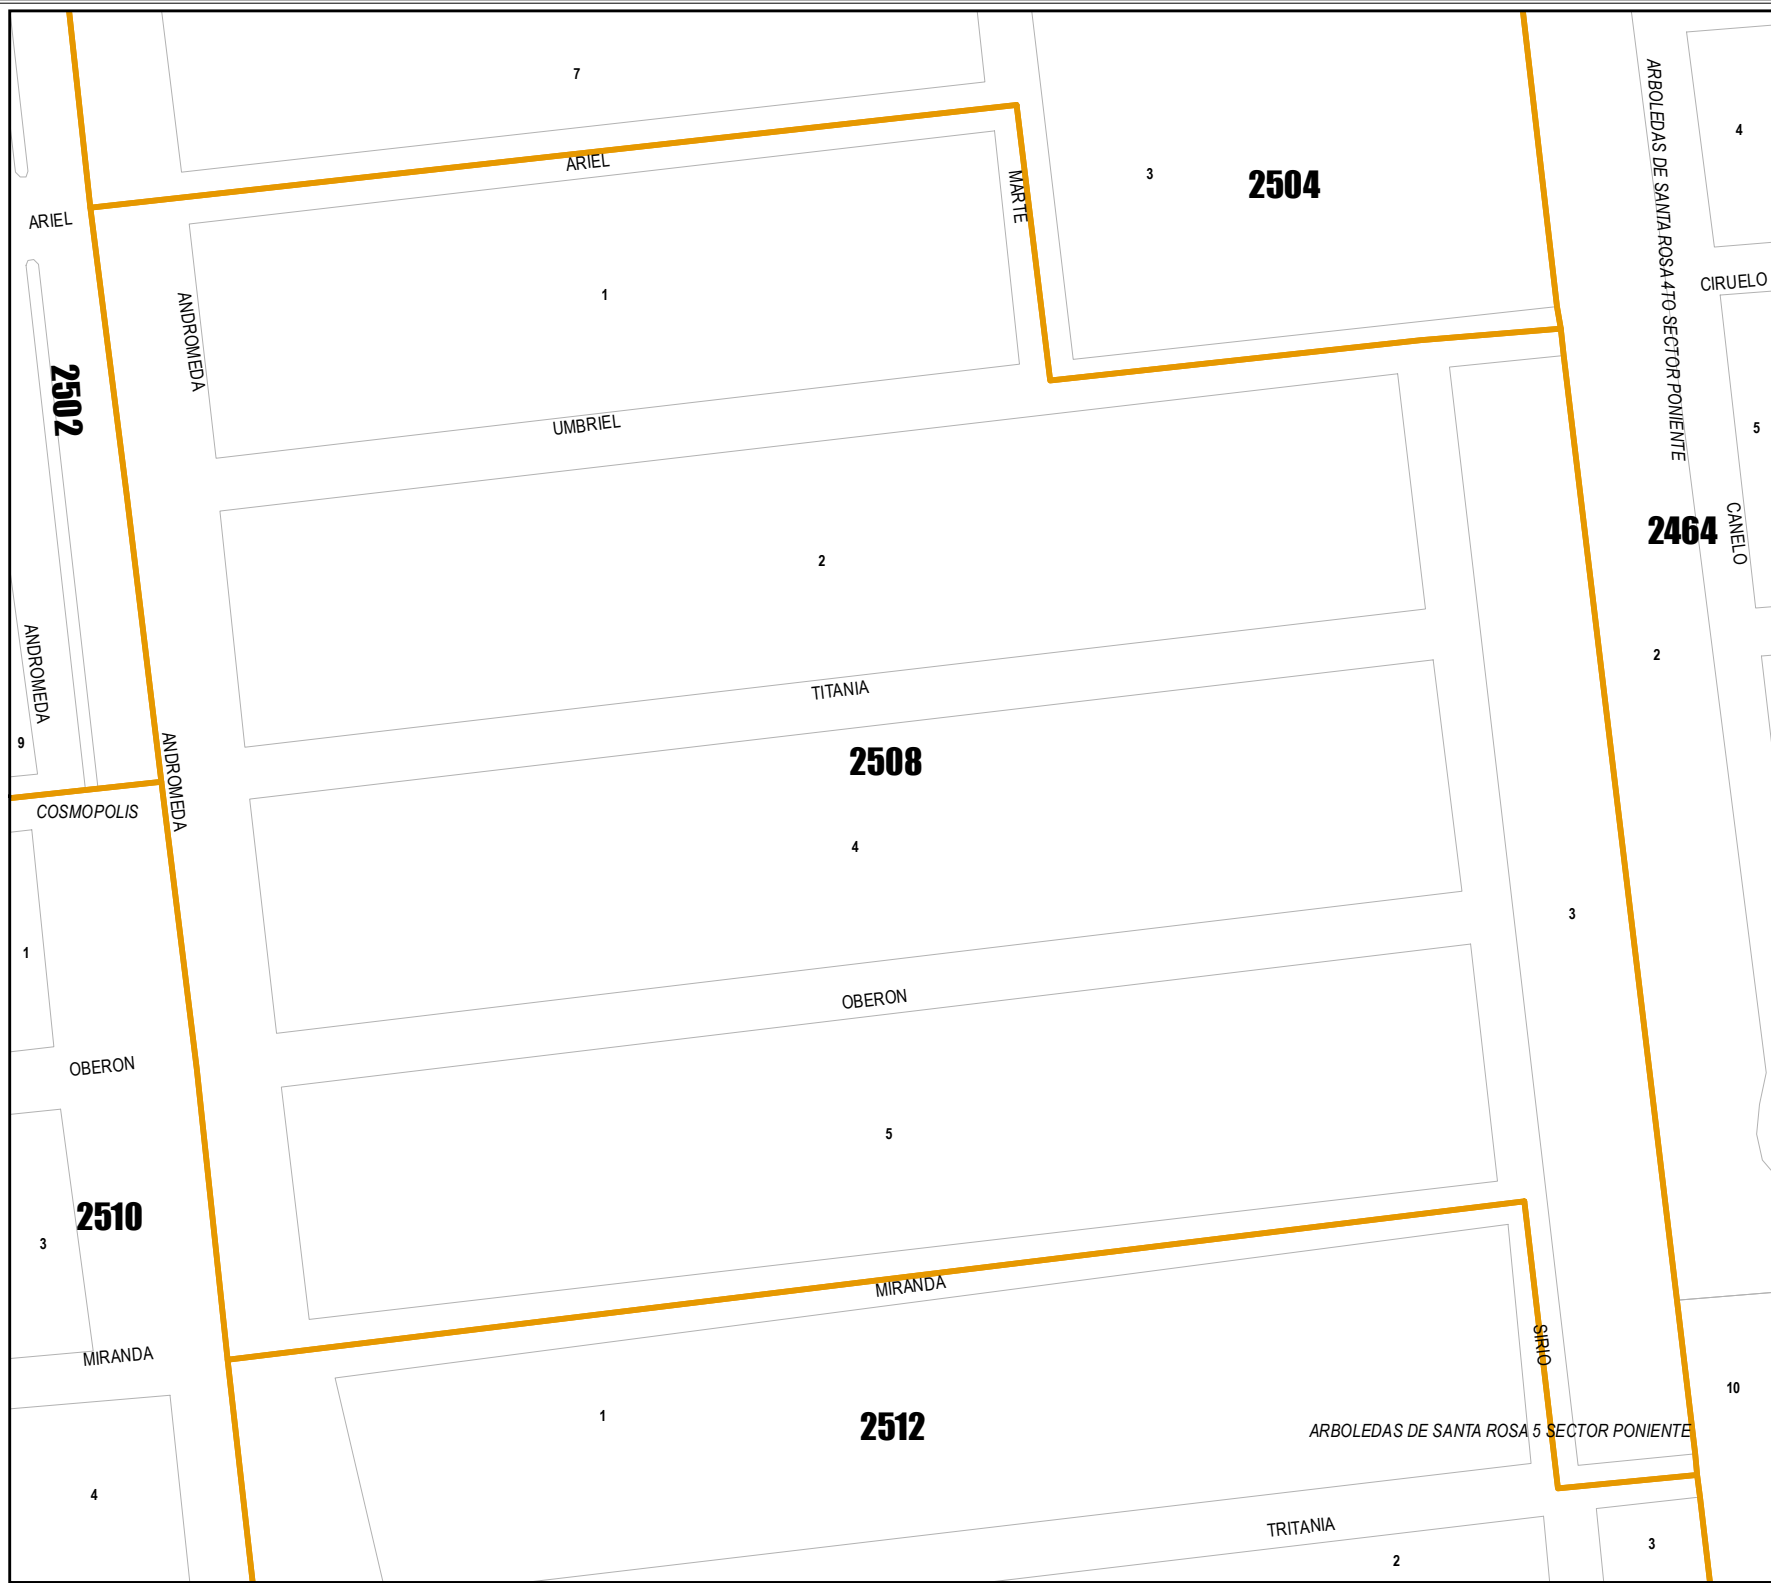 7
ARBOLEDAS DE SANTA ROSA 4TO SECTOR PONIENTE
4
ARIEL
3
2504
MARTE
ARIEL
CIRUELO
1
ANDROMEDA
2502
UMBRIEL
5
2464
CANELO
2
ANDROMEDA
2
TITANIA
9
2508
ANDROMEDA
COSMOPOLIS
4
3
1
OBERON
OBERON
5
2510
3
MIRANDA
SIRIO
MIRANDA
10
1
2512
ARBOLEDAS DE SANTA ROSA 5 SECTOR PONIENTE
4
TRITANIA
3
2